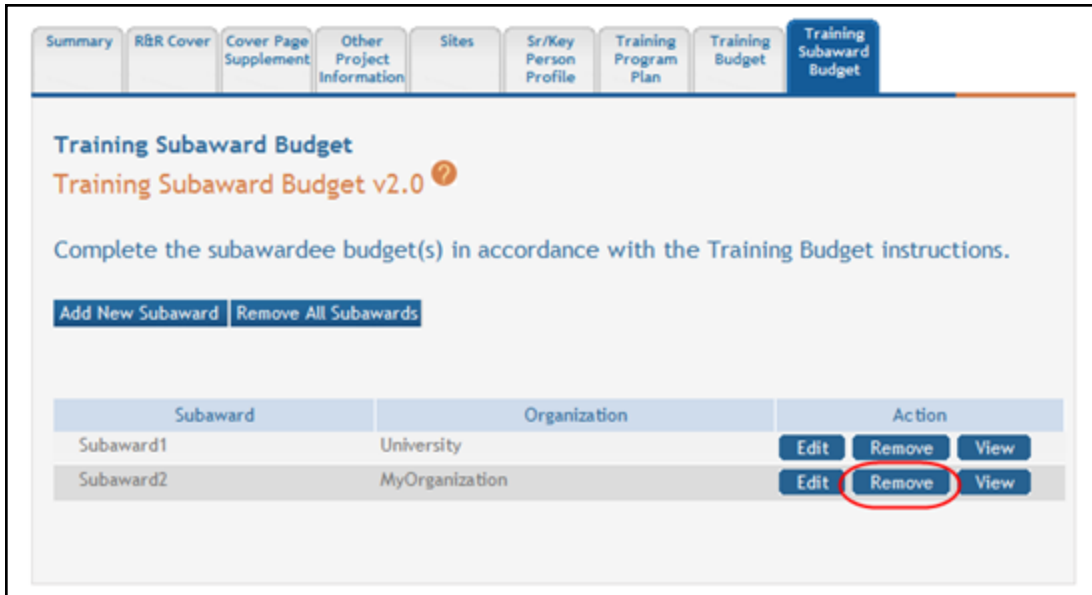 Summary
R&R Cover
Cover Page
Supplement
Other
Project
Information
Sites
Sr/Key
Person
Profile
Training
Program
Plan
Training
Budget
Training
Subaward
Budget
Training Subaward Budget
Training Subaward Budget v2.0 ?
Complete the subawardee budget(s) in accordance with the Training Budget instructions.
Add New Subaward Remove All Subawards
Subaward Organization Action
Subaward1 University Edit Remove View
Subaward2 MyOrganization Edit Remove View